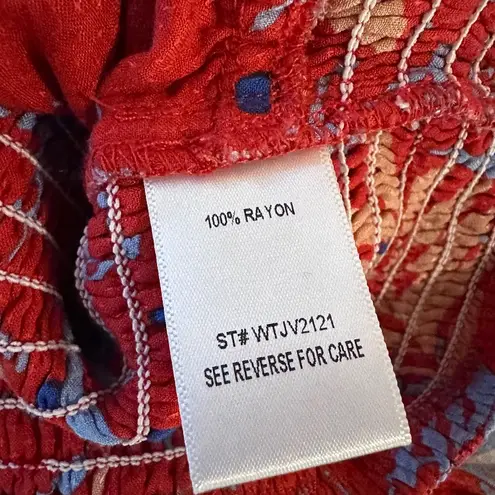 100% RAYON
ST# WTJV2121
SEE REVERSE FOR CARE